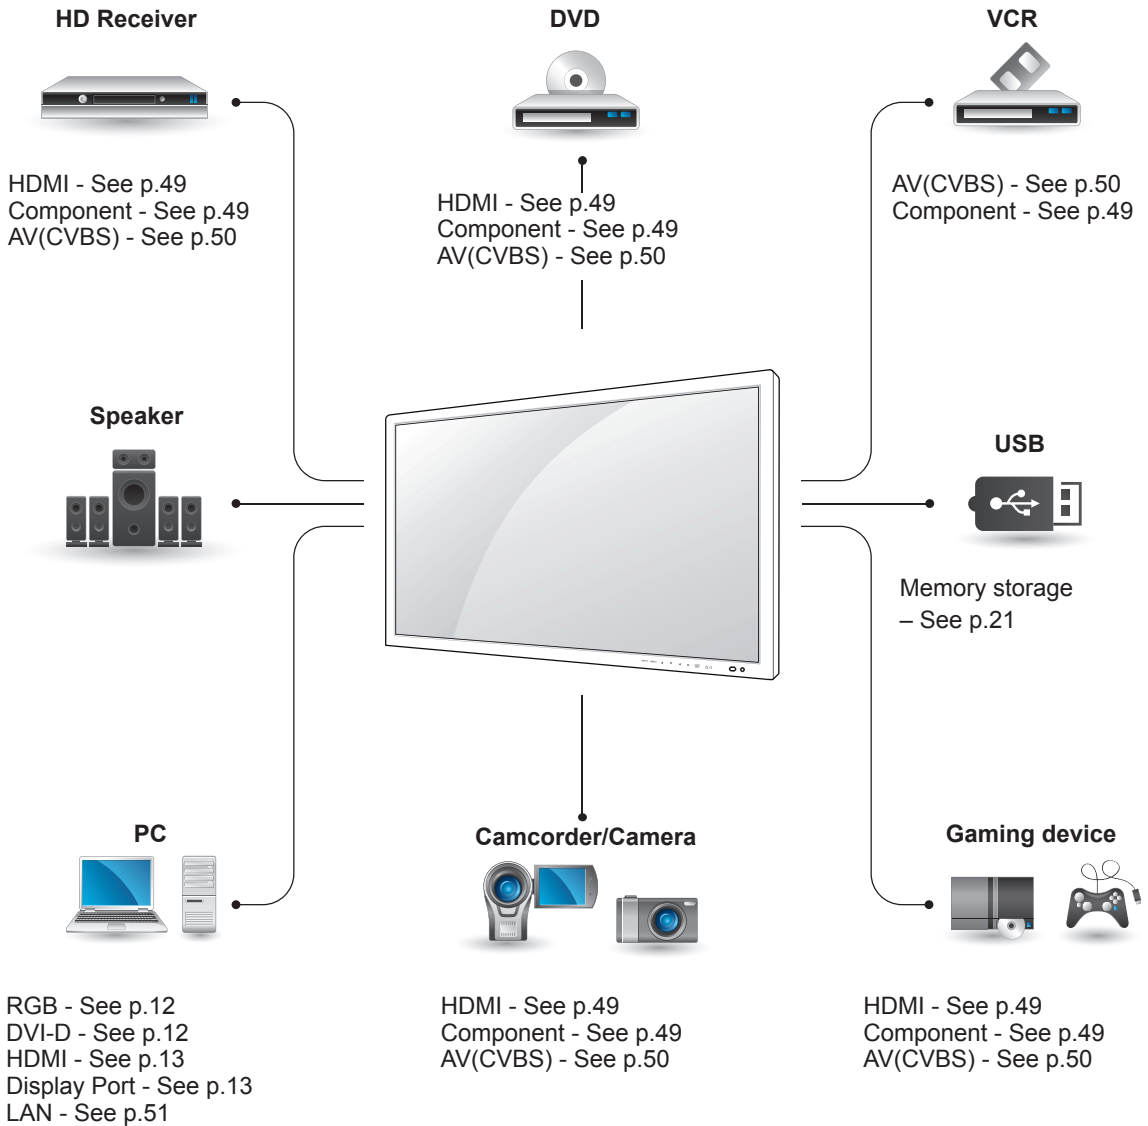 HD Receiver
HDMI - See p.49
Component - See p.49
AV(CVBS) - See p.50
DVD
HDMI - See p.49
Component - See p.49
AV(CVBS) - See p.50
VCR
AV(CVBS) - See p.50
Component - See p.49
Speaker
USB
Memory storage
– See p.21
PC
RGB - See p.12
DVI-D - See p.12
HDMI - See p.13
Display Port - See p.13
LAN - See p.51
Camcorder/Camera
HDMI - See p.49
Component - See p.49
AV(CVBS) - See p.50
Gaming device
HDMI - See p.49
Component - See p.49
AV(CVBS) - See p.50